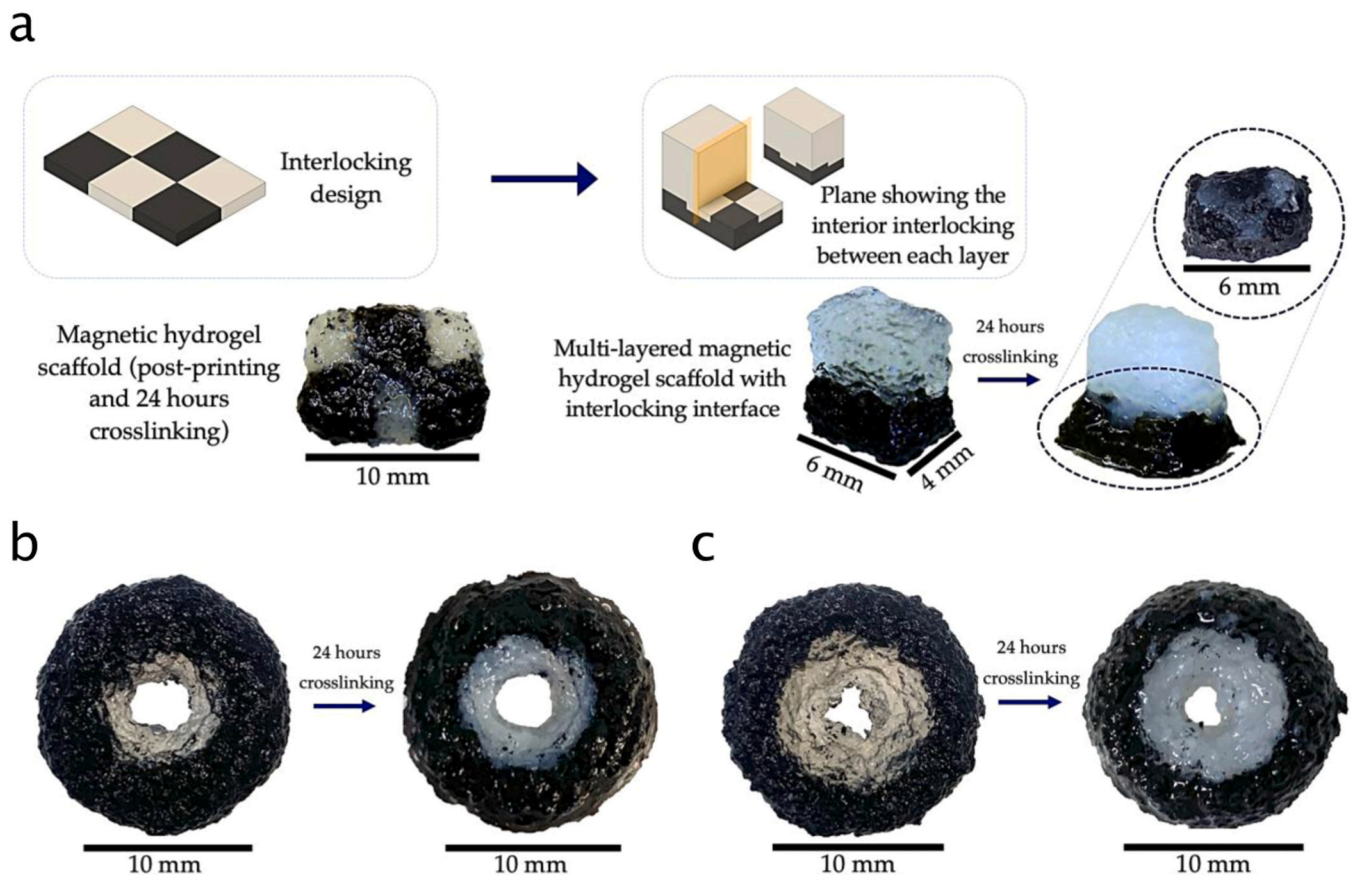 a
Interlocking
design
Plane showing the
interior interlocking
between each layer
6 mm
Magnetic hydrogel
scaffold (post-printing
and 24 hours
crosslinking)
10 mm
Multi-layered magnetic
hydrogel scaffold with
interlocking interface
6 mm
4 mm
24 hours
crosslinking
b
24 hours
crosslinking
10 mm
10 mm
c
24 hours
crosslinking
10 mm
10 mm